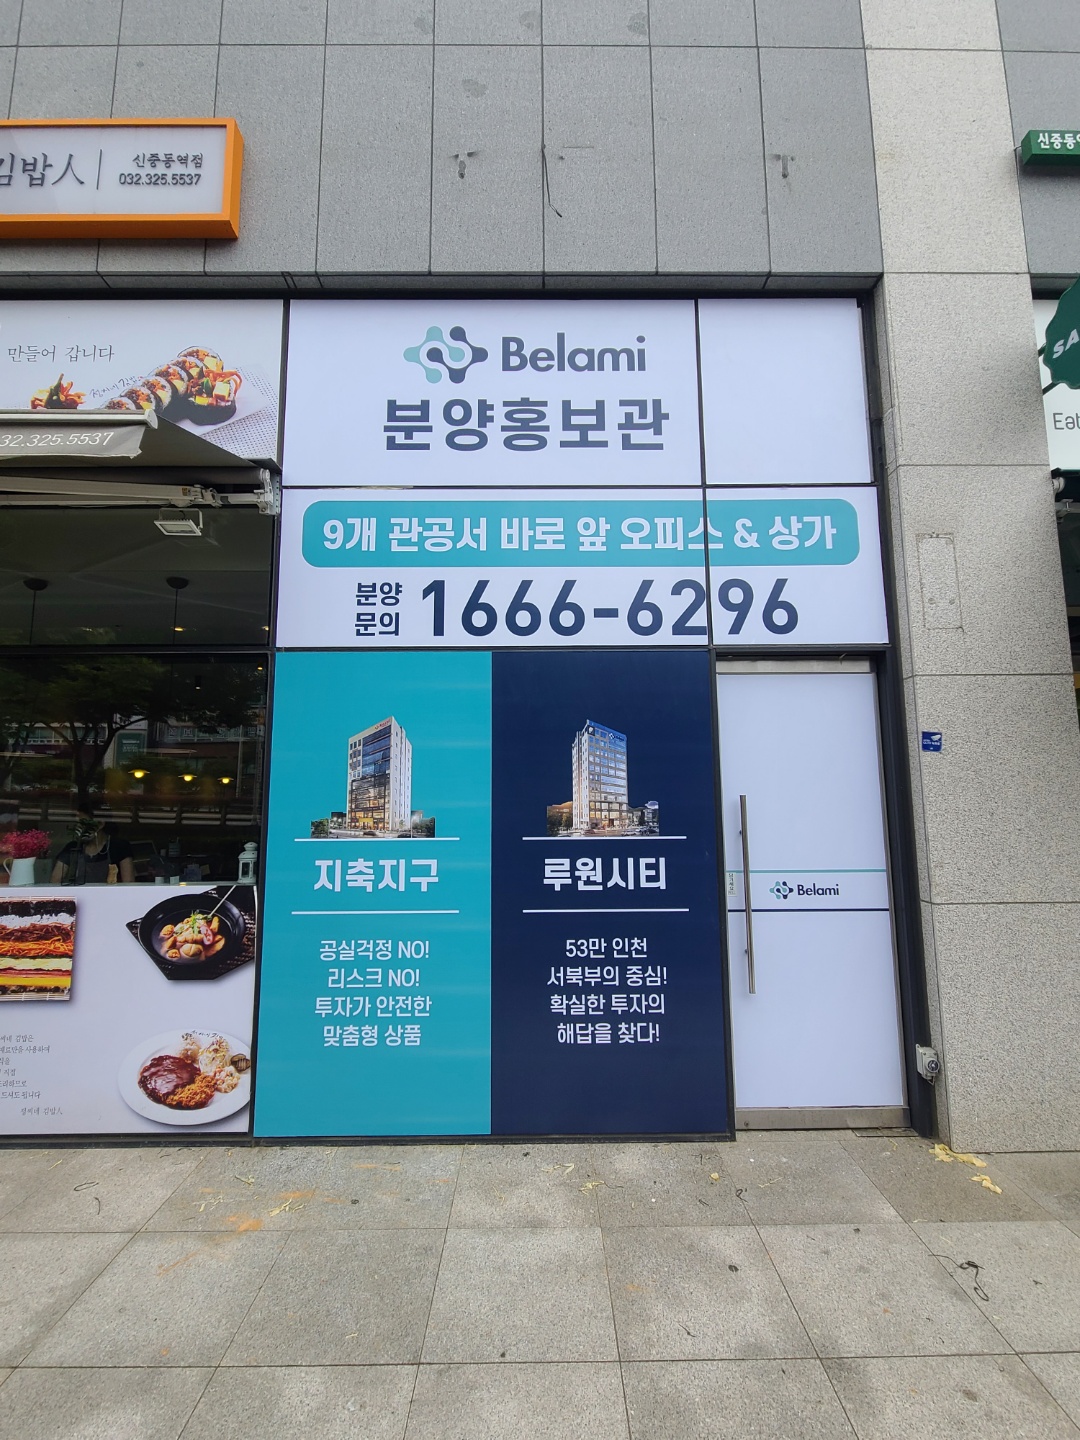 김밥人
신중동역점
032.325.5537
신중동
만들어 갑니다
32.325.5537
Belami
분양홍보관
SA
Eat
9개 관공서 바로 앞 오피스 & 상가
분양
문의
1666-6296
지축지구
공실걱정 NO!
리스크 NO!
투자가 안전한
맞춤형 상품
루원시티
53만 인천
서북부의 중심!
확실한 투자의
해답을 찾다!
Belami